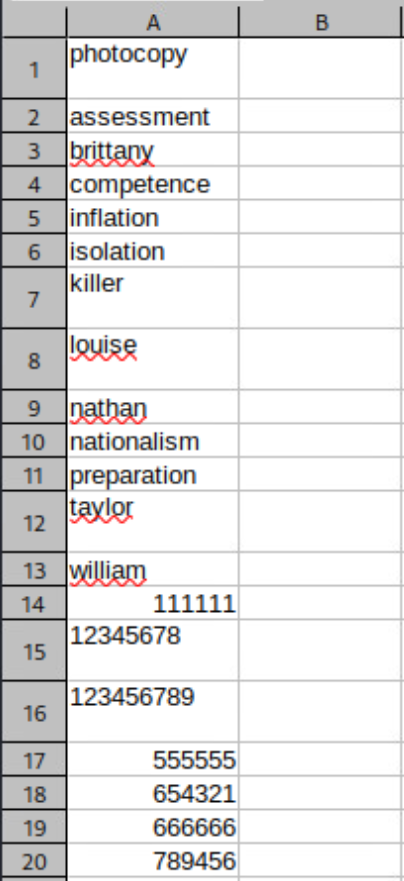 A B
1 photocopy
2 assessment
3 brittany
4 competence
5 inflation
6 isolation
7 killer
8 louise
9 nathan
10 nationalism
11 preparation
12 taylor
13 william
14 111111
15 12345678
16 123456789
17 555555
18 654321
19 666666
20 789456